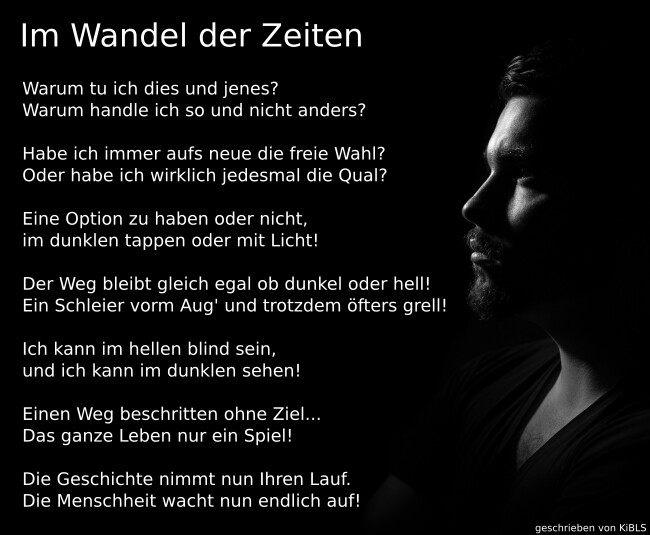 Im Wandel der Zeiten
Warum tu ich dies und jenes?
Warum handle ich so und nicht anders?
Habe ich immer aufs neue die freie Wahl?
Oder habe ich wirklich jedesmal die Qual?
Eine Option zu haben oder nicht,
im dunklen tappen oder mit Licht!
Der Weg bleibt gleich egal ob dunkel oder hell!
Ein Schleier vorm Aug' und trotzdem öfters grell!
Ich kann im hellen blind sein,
und ich kann im dunklen sehen!
Einen Weg beschritten ohne Ziel...
Das ganze Leben nur ein Spiel!
Die Geschichte nimmt nun Ihren Lauf.
Die Menschheit wacht nun endlich auf!
geschrieben von KiBLS